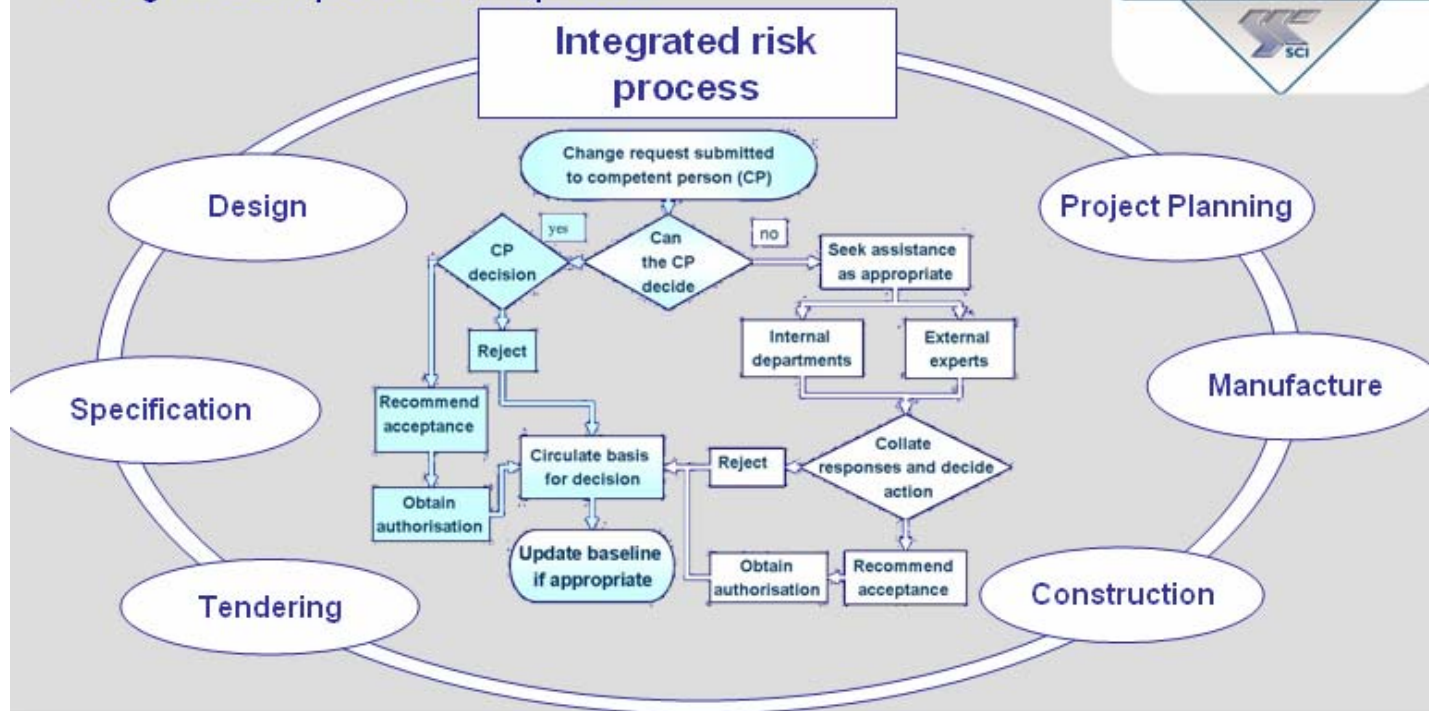 Integrated risk
process
SCI
Change request submitted
to competent person (CP)
Design
Project Planning
yes
no
CP
decision
Can
the CP
decide
Seek assistance
as appropriate
Reject
Internal
departments
External
experts
Specification
Manufacture
Recommend
acceptance
Circulate basis
for decision
Reject
Collate
responses and decide
action
Obtain
authorisation
Update baseline
if appropriate
Obtain
authorisation
Recommend
acceptance
Tendering
Construction